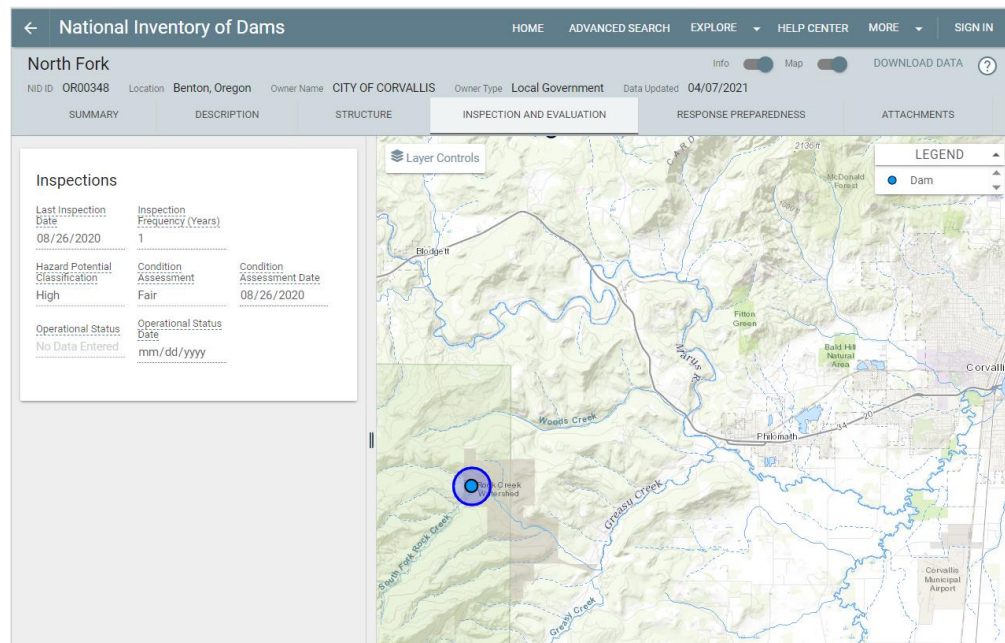 ← National Inventory of Dams HOME ADVANCED SEARCH EXPLORE HELP CENTER MORE SIGN IN
North Fork Info Map DOWNLOAD DATA ?
NID ID OR00348 Location Benton, Oregon Owner Name CITY OF CORVALLIS Owner Type Local Government Data Updated 04/07/2021
SUMMARY DESCRIPTION STRUCTURE INSPECTION AND EVALUATION RESPONSE PREPAREDNESS ATTACHMENTS
Inspections
Last Inspection Inspection
Date Frequency (Years)
08/26/2020 1
Hazard Potential Condition Condition
Classification Assessment Assessment Date
High Fair 08/26/2020
Operational Status Operational Status
Date
No Data Entered mm/dd/yyyy
Layer Controls
LEGEND
Dam
2136ft
McDonald
Forest
Blodgett
Fitton
Green
Marys R
Bald Hill
Natural
Area
Corvalli
Woods Creek
Philomath
34
20
Rock Creek
Watershed
Greasy Creek
South Fork Rock Creek
Greasy Creek
Corvallis
Municipal
Airport